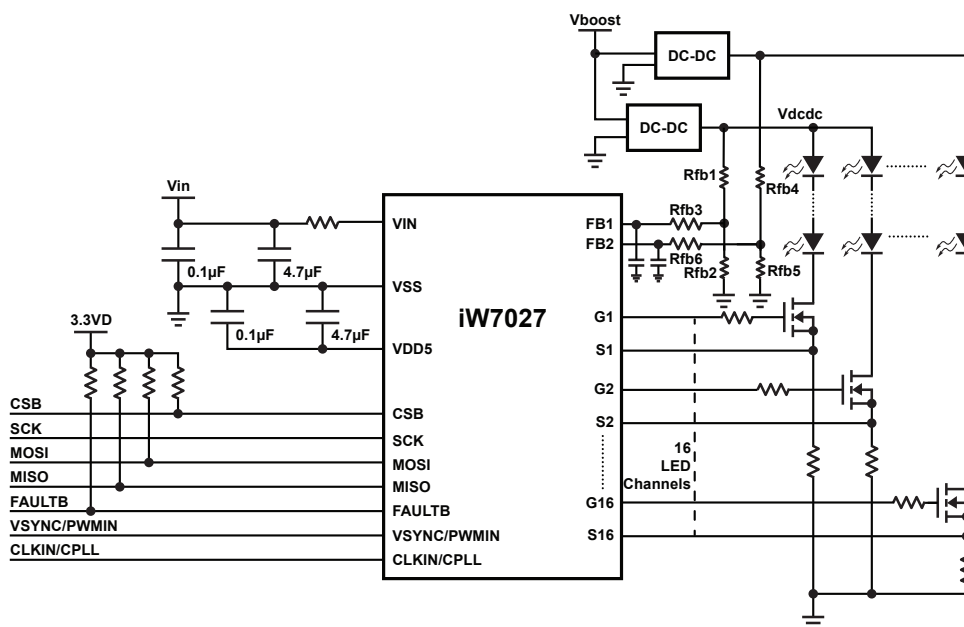 Vboost
DC-DC
DC-DC
Vdcdc
Rfb1
Rfb4
Vin
VIN
FB1
Rfb3
FB2
Rfb6
Rfb2
Rfb5
0.1µF
4.7µF
VSS
iW7027
G1
3.3VD
0.1µF
4.7µF
VDD5
S1
G2
CSB
CSB
S2
SCK
SCK
16
LED
Channels
MOSI
MOSI
MISO
MISO
G16
FAULTB
FAULTB
VSYNC/PWMIN
VSYNC/PWMIN
S16
CLKIN/CPLL
CLKIN/CPLL